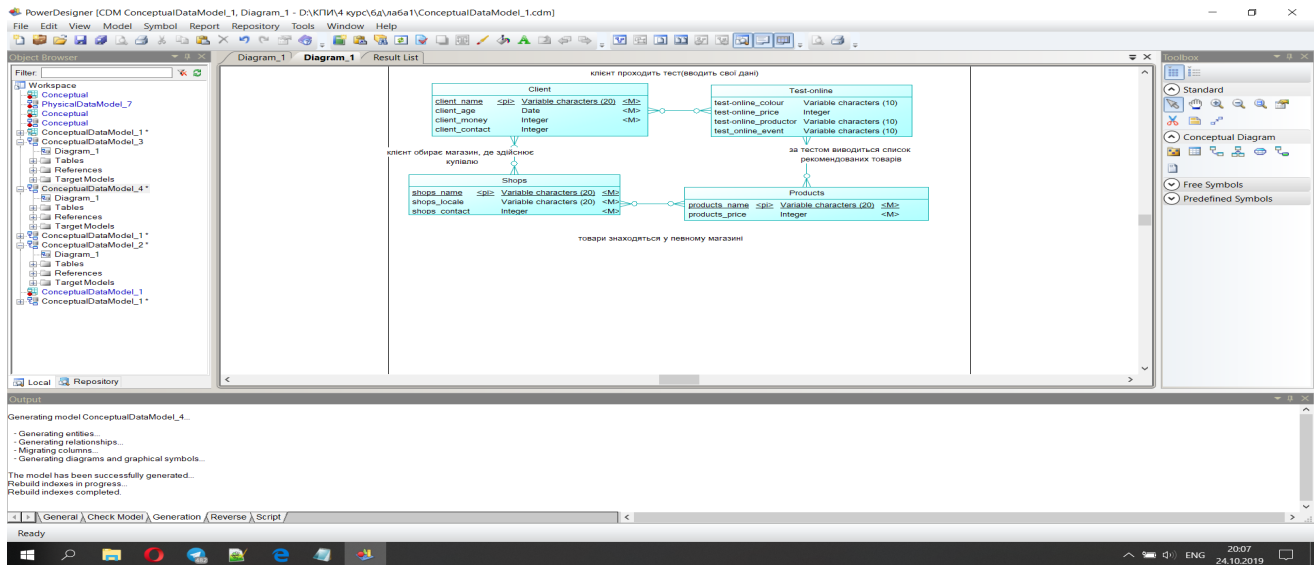 PowerDesigner [CDM ConceptualDataModel_1, Diagram_1 - D:\КПИ\4 курс\бд\лаба1\ConceptualDataModel_1.cdm]
File Edit View Model Symbol Report Repository Tools Window Help
Object Browser
Diagram_1 Diagram_1 Result List
Toolbox
Filter:
Workspace
Conceptual
PhysicalDataModel_7
Conceptual
Conceptual
ConceptualDataModel_1 *
ConceptualDataModel_3
Diagram_1
Tables
References
Target Models
ConceptualDataModel_4 *
Diagram_1
Tables
References
Target Models
ConceptualDataModel_1 *
ConceptualDataModel_2 *
Diagram_1
Tables
References
Target Models
ConceptualDataModel_1
ConceptualDataModel_1 *
Local Repository
клієнт проходить тест(вводить свої дані)
Client
client_name <pi> Variable characters (20) <M>
client_age Date <M>
client_money Integer <M>
client_contact Integer
Test-online
test-online_colour Variable characters (10)
test-online_price Integer
test-online_productor Variable characters (10)
test_online_event Variable characters (10)
клієнт обирає магазин, де здійснює
купівлю
за тестом виводиться список
рекомендованих товарів
Shops
shops_name <pi> Variable characters (20) <M>
shops_locale Variable characters (20) <M>
shops_contact Integer <M>
Products
products_name <pi> Variable characters (20) <M>
products_price Integer <M>
товари знаходяться у певному магазині
Standard
Conceptual Diagram
Free Symbols
Predefined Symbols
Output
Generating model ConceptualDataModel_4...
- Generating entities...
- Generating relationships...
- Migrating columns...
- Generating diagrams and graphical symbols...
The model has been successfully generated...
Rebuild indexes in progress...
Rebuild indexes completed.
General Check Model Generation Reverse Script
Ready
ENG
20:07
24.10.2019